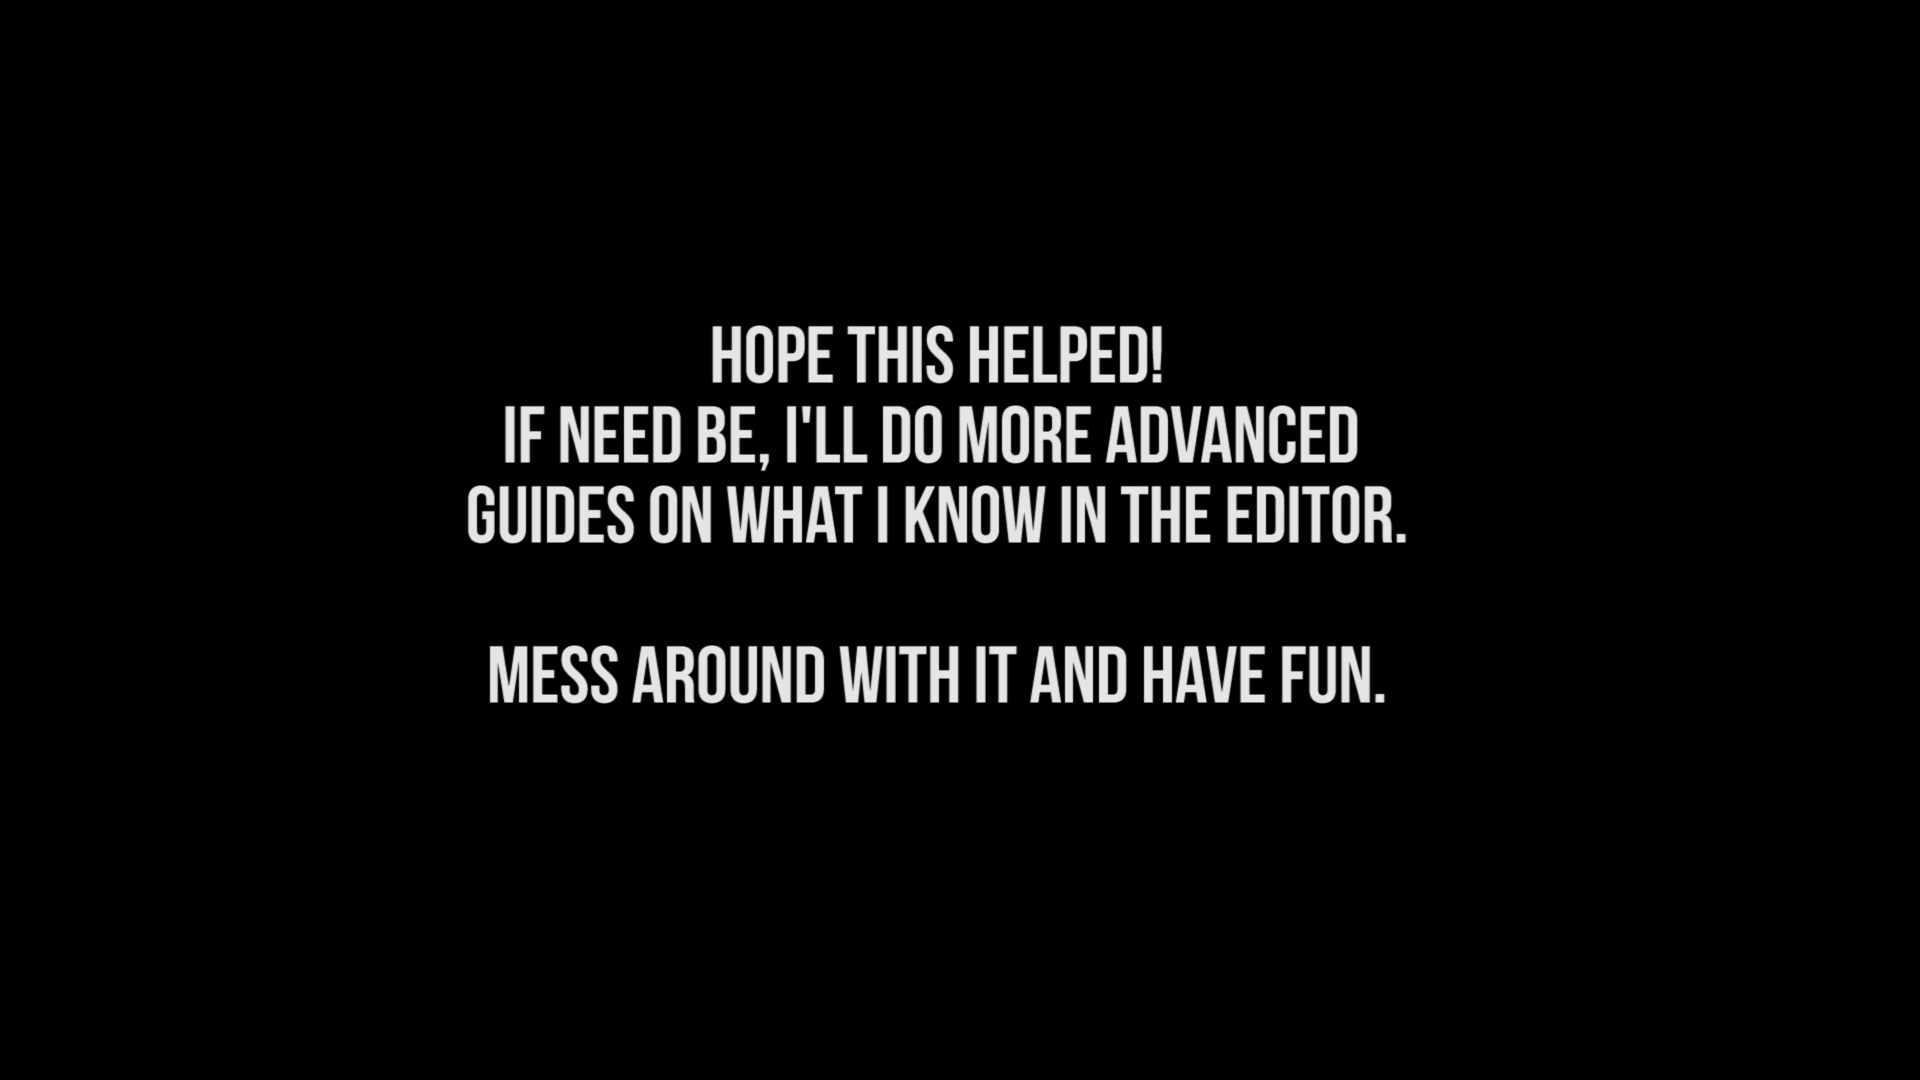 HOPE THIS HELPED!
IF NEED BE, I'LL DO MORE ADVANCED
GUIDES ON WHAT I KNOW IN THE EDITOR.
MESS AROUND WITH IT AND HAVE FUN.